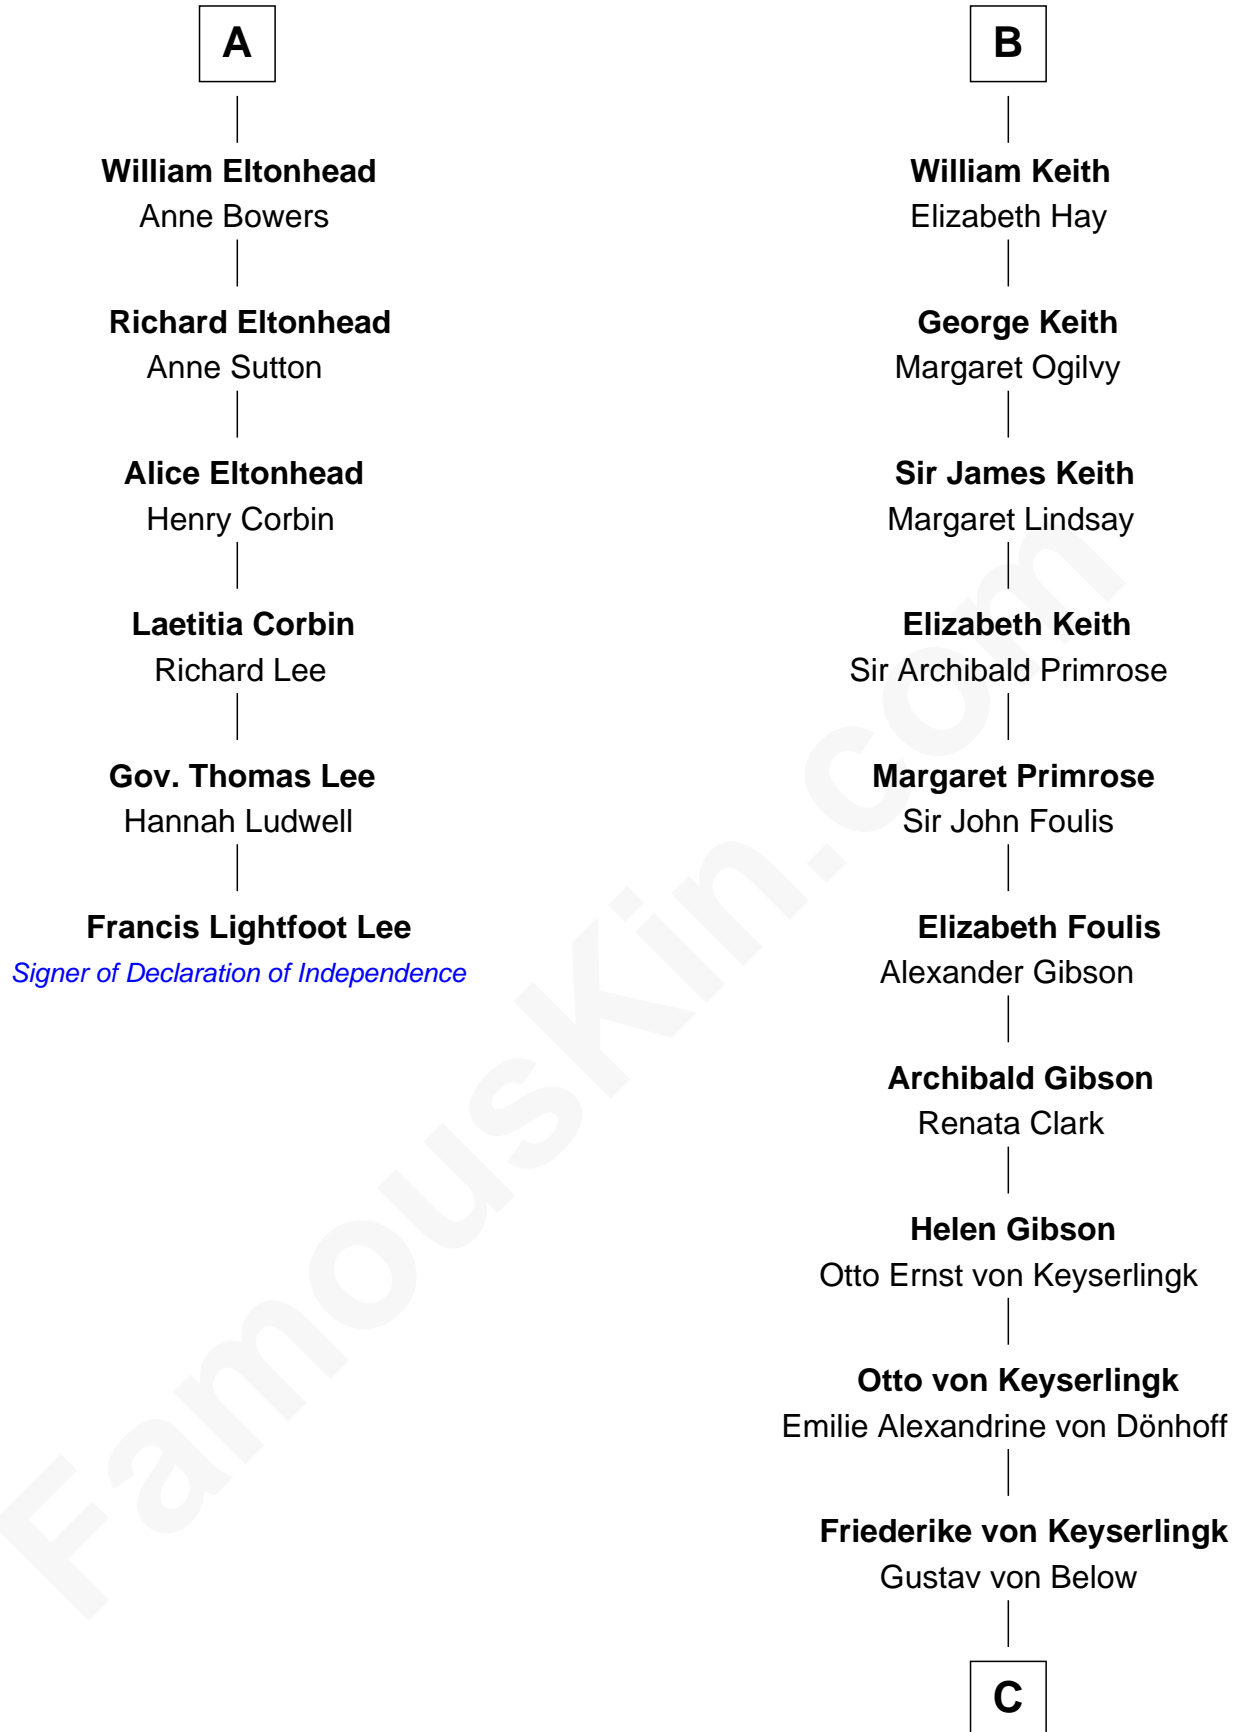 A
William Eltonhead
Anne Bowers
Richard Eltonhead
Anne Sutton
Alice Eltonhead
Henry Corbin
Laetitia Corbin
Richard Lee
Gov. Thomas Lee
Hannah Ludwell
Francis Lightfoot Lee
Signer of Declaration of Independence
B
William Keith
Elizabeth Hay
George Keith
Margaret Ogilvy
Sir James Keith
Margaret Lindsay
Elizabeth Keith
Sir Archibald Primrose
Margaret Primrose
Sir John Foulis
Elizabeth Foulis
Alexander Gibson
Archibald Gibson
Renata Clark
Helen Gibson
Otto Ernst von Keyserlingk
Otto von Keyserlingk
Emilie Alexandrine von Dönhoff
Friederike von Keyserlingk
Gustav von Below
C
FamousKin.com